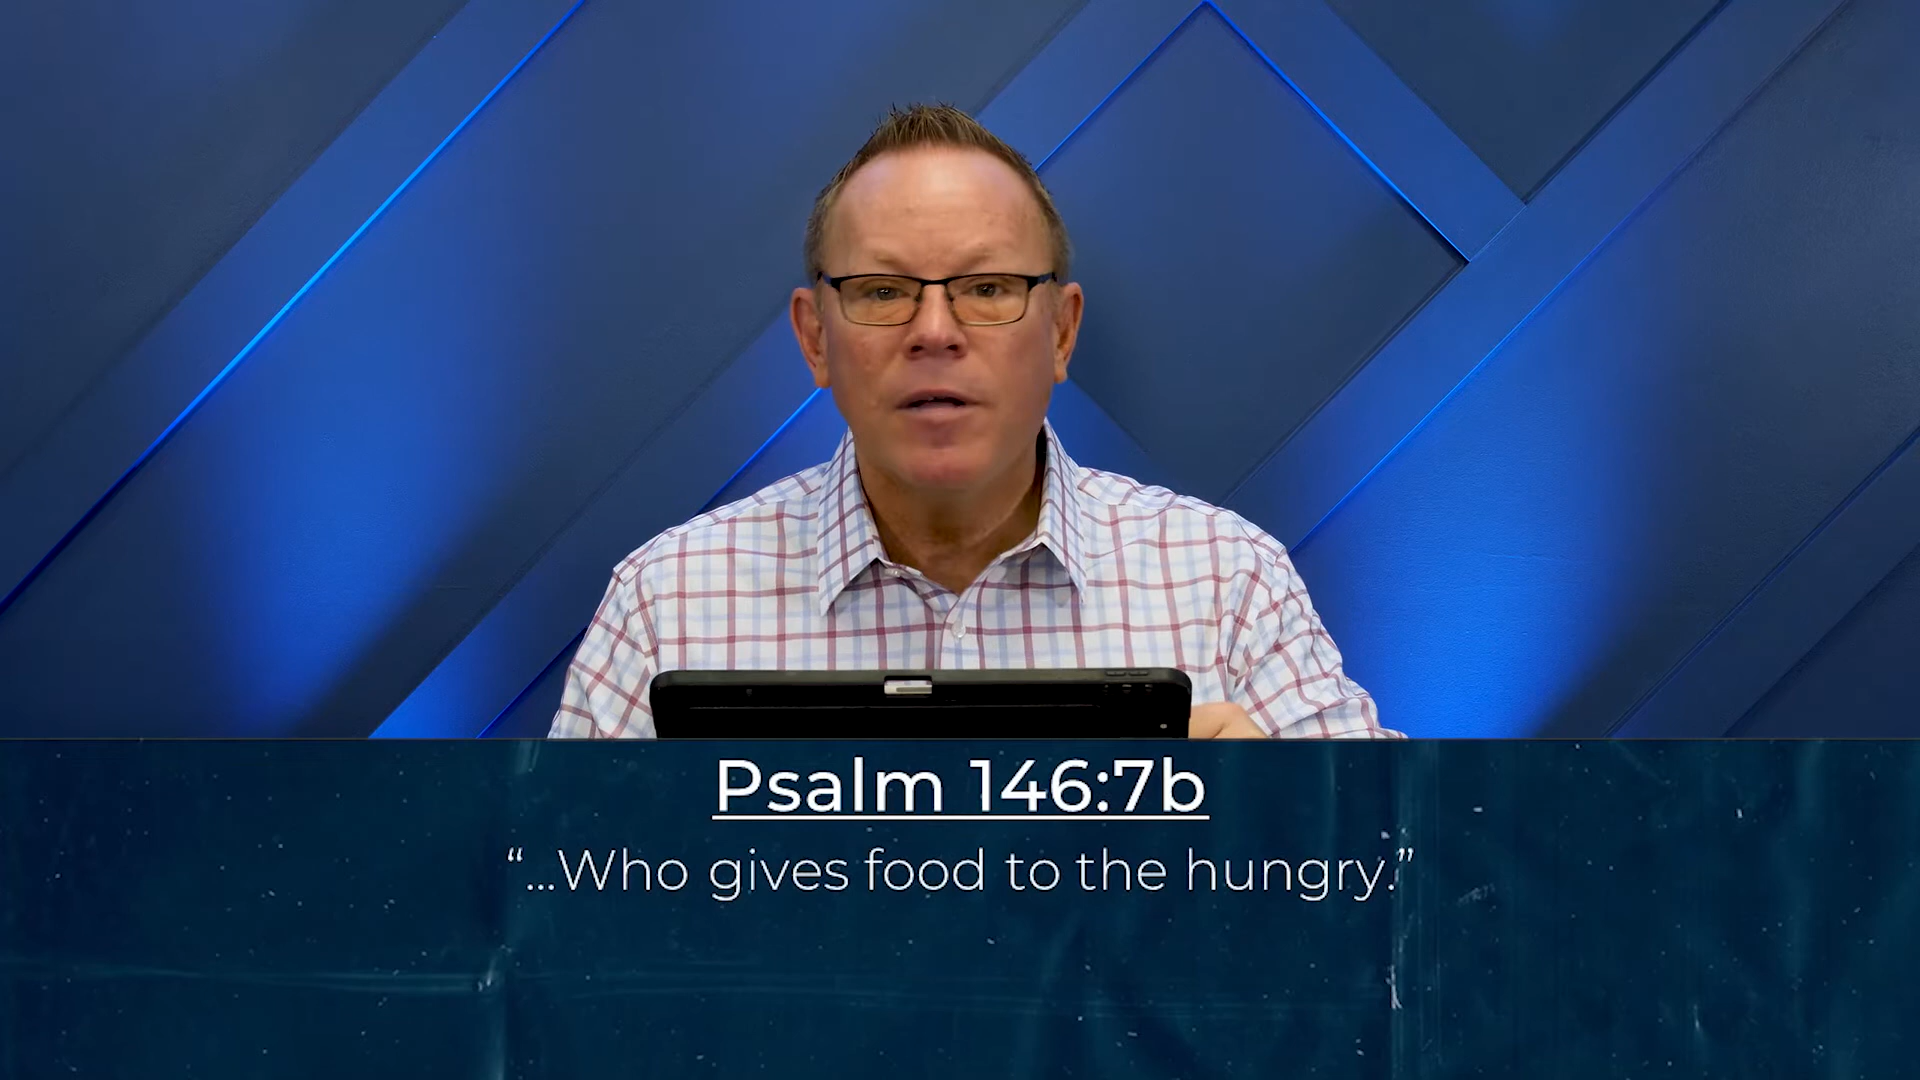 Psalm 146:7b
“...Who gives food to the hungry.”